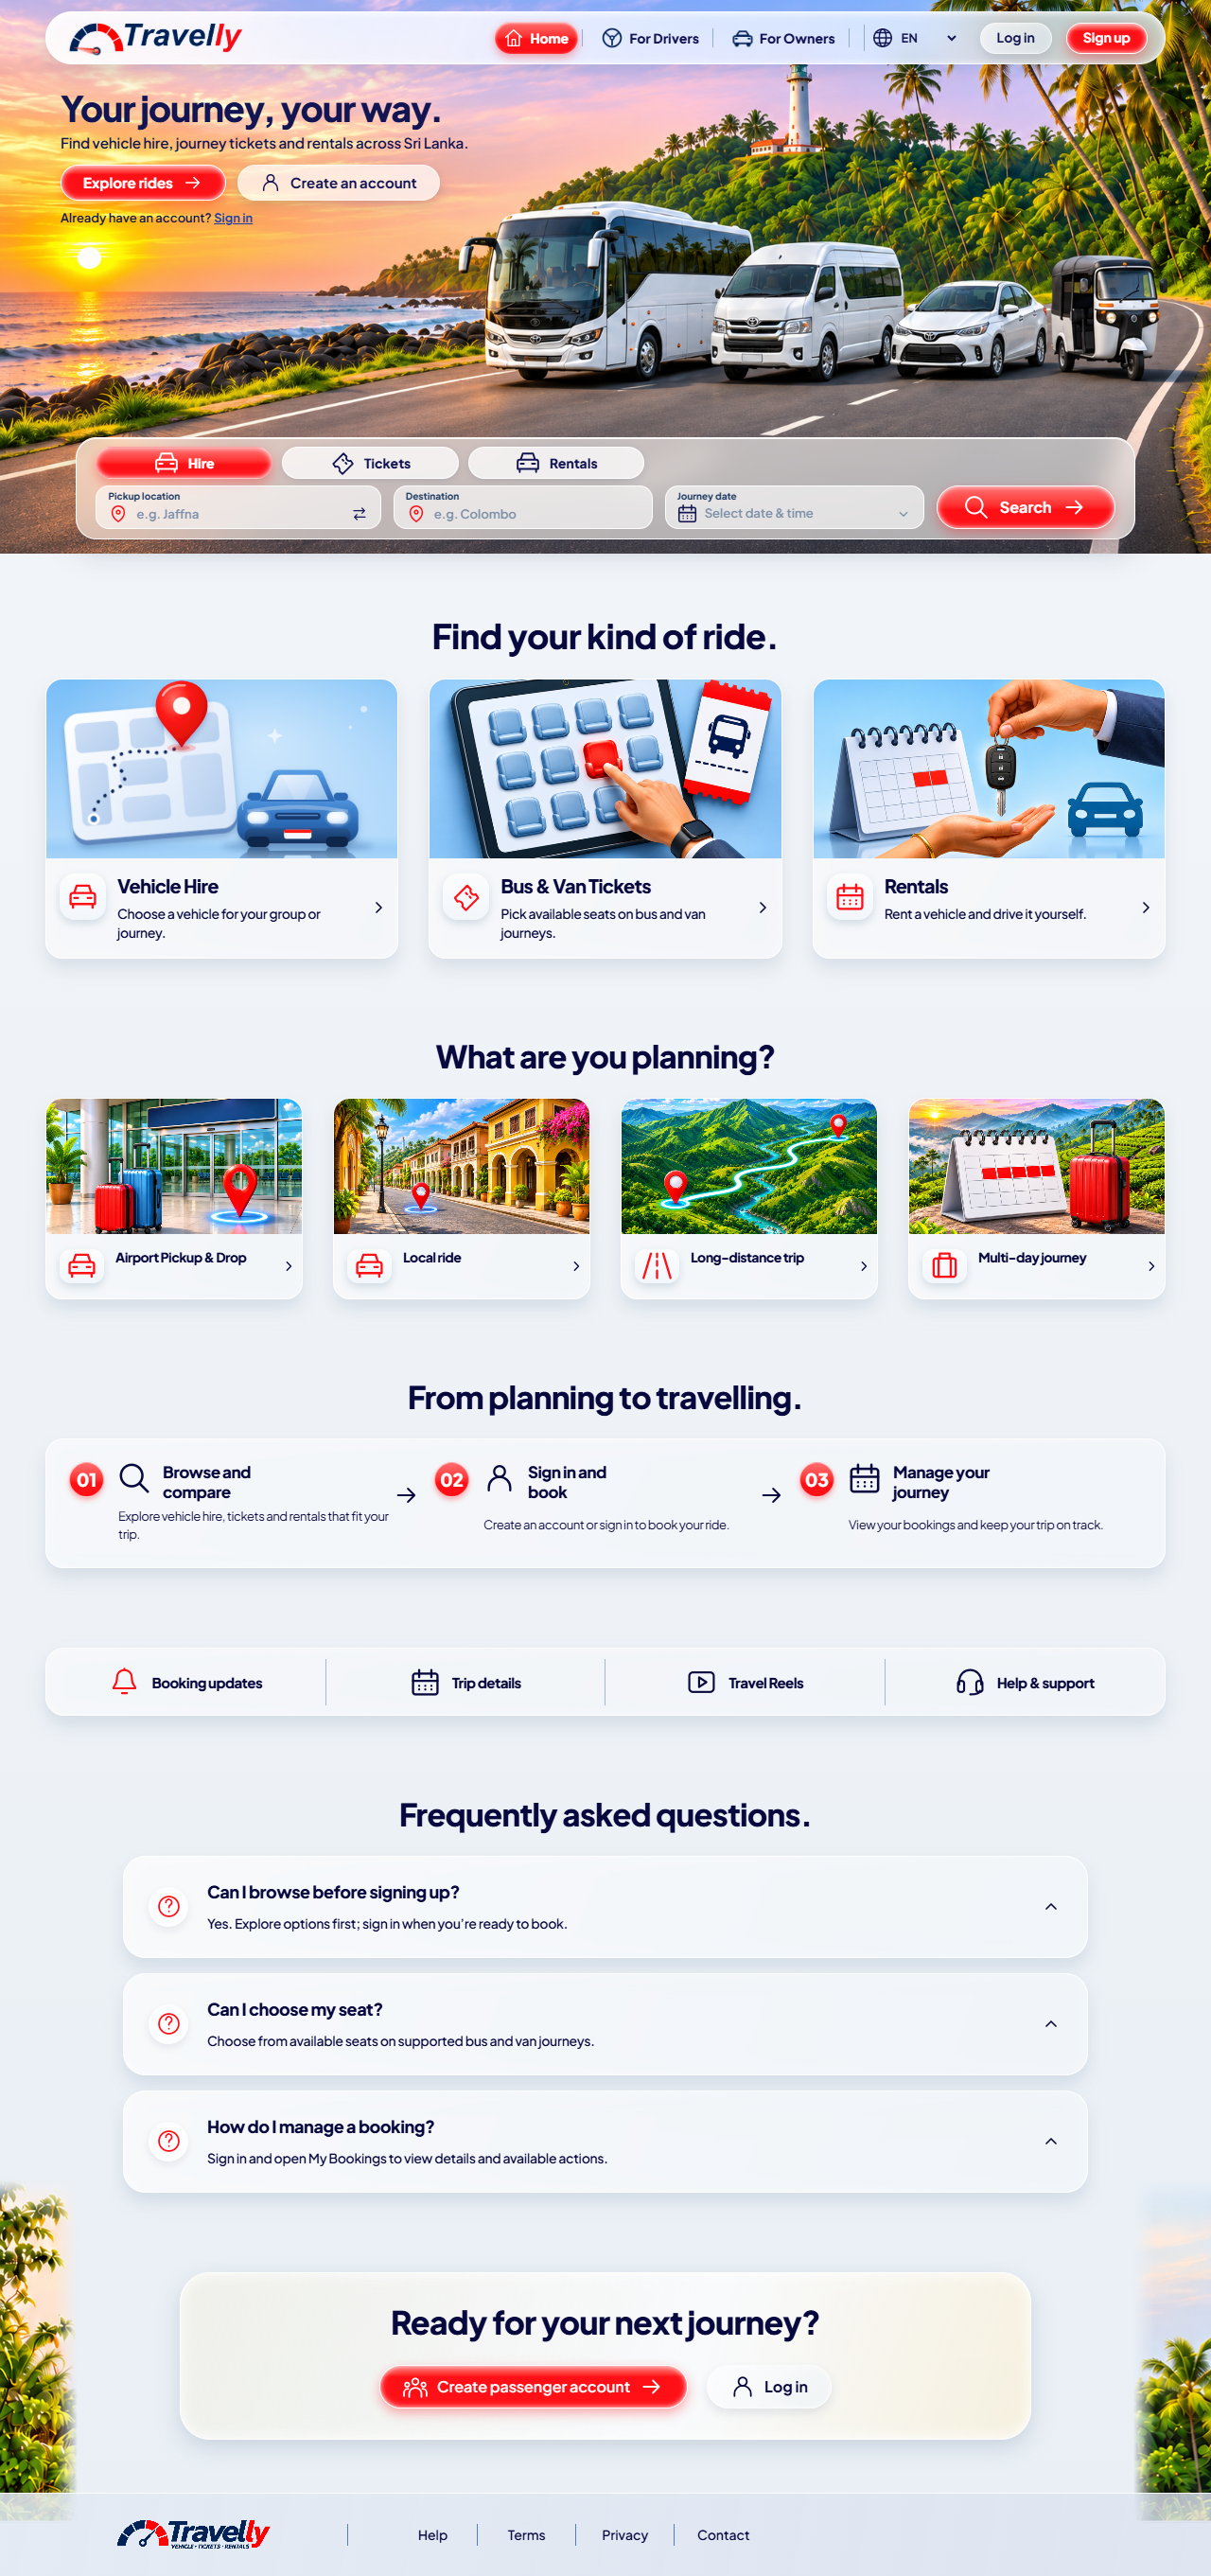 Travelly
Home
For Drivers
For Owners
EN
Log in
Sign up
Your journey, your way.
Find vehicle hire, journey tickets and rentals across Sri Lanka.
Explore rides
Create an account
Already have an account? Sign in
Hire
Tickets
Rentals
Pickup location
e.g. Jaffna
Destination
e.g. Colombo
Journey date
Select date & time
Search
Find your kind of ride.
Vehicle Hire
Choose a vehicle for your group or
journey.
Bus & Van Tickets
Pick available seats on bus and van
journeys.
Rentals
Rent a vehicle and drive it yourself.
What are you planning?
Airport Pickup & Drop
Local ride
Long-distance trip
Multi-day journey
From planning to travelling.
01
Browse and
compare
Explore vehicle hire, tickets and rentals that fit your
trip.
02
Sign in and
book
Create an account or sign in to book your ride.
03
Manage your
journey
View your bookings and keep your trip on track.
Booking updates
Trip details
Travel Reels
Help & support
Frequently asked questions.
Can I browse before signing up?
Yes. Explore options first; sign in when you're ready to book.
Can I choose my seat?
Choose from available seats on supported bus and van journeys.
How do I manage a booking?
Sign in and open My Bookings to view details and available actions.
Ready for your next journey?
Create passenger account
Log in
Travelly
VEHICLE • TICKETS • RENTALS
Help
Terms
Privacy
Contact